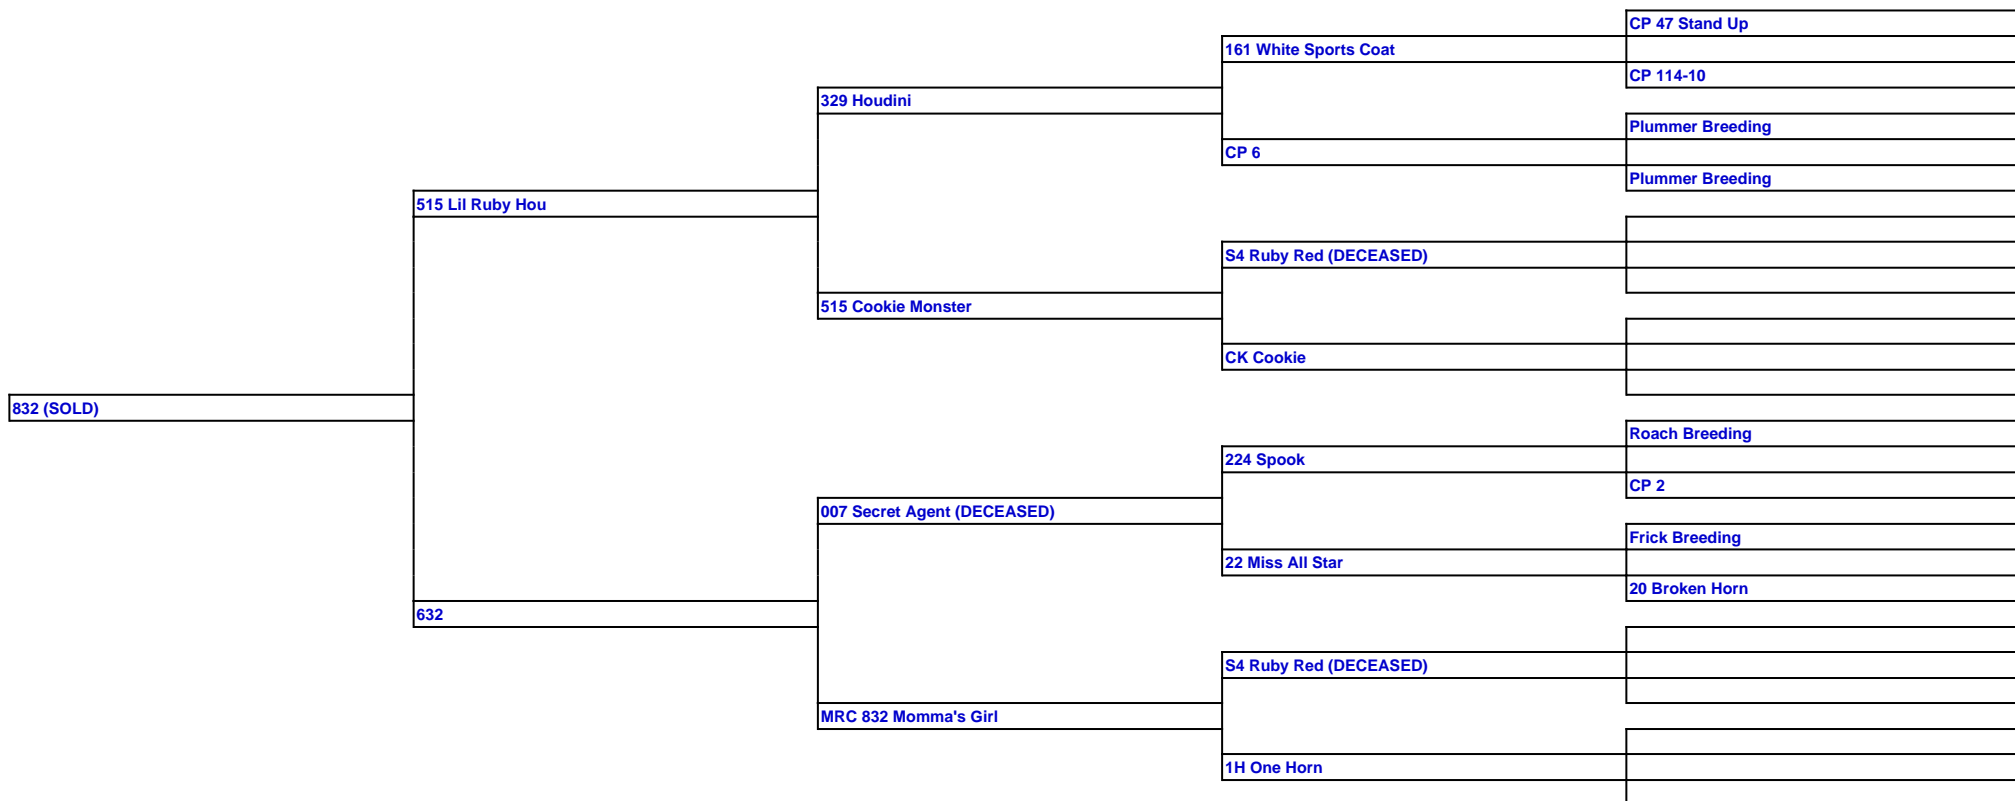 CP 47 Stand Up
161 White Sports Coat
CP 114-10
329 Houdini
Plummer Breeding
CP 6
Plummer Breeding
515 Lil Ruby Hou
S4 Ruby Red (DECEASED)
515 Cookie Monster
CK Cookie
832 (SOLD)
Roach Breeding
224 Spook
CP 2
007 Secret Agent (DECEASED)
Frick Breeding
22 Miss All Star
20 Broken Horn
632
S4 Ruby Red (DECEASED)
MRC 832 Momma's Girl
1H One Horn